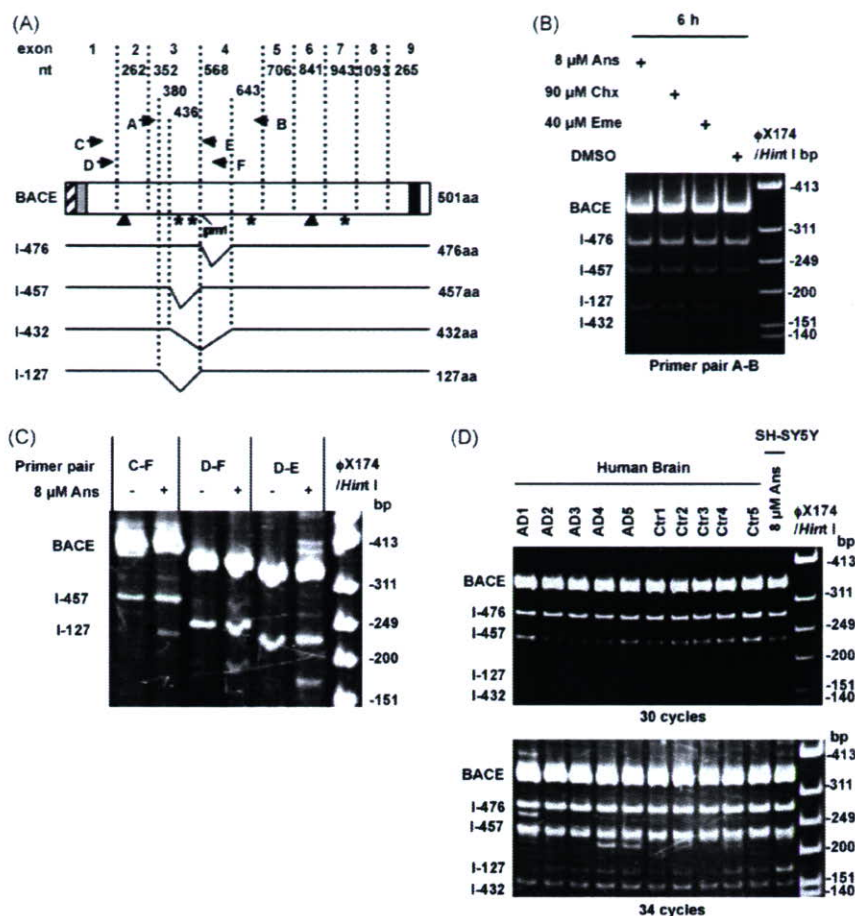 (A)
exon 1 2 3 4 5 6 7 8 9
nt 262 352 568 706 841 943 1093 265
380 643
436
A B
C E
D F
BACE 501aa
▲ * * pmt * ▲ *
I-476 476aa
I-457 457aa
I-432 432aa
I-127 127aa
(B)
6 h
8 µM Ans +
90 µM Chx +
40 µM Eme +
DMSO +
φX174
/Hinf I bp
BACE -413
I-476 -311
I-457 -249
I-127 -200
I-432 -151
-140
Primer pair A-B
(C)
Primer pair C-F D-F D-E φX174
8 µM Ans - + - + - + /Hinf I
bp
BACE -413
-311
I-457
I-127 -249
-200
-151
(D)
SH-SY5Y
Human Brain
AD1 AD2 AD3 AD4 AD5 Ctr1 Ctr2 Ctr3 Ctr4 Ctr5 8 µM Ans φX174
/Hinf I
bp
-413
BACE -311
I-476
I-457 -249
-200
I-127
I-432 -151
-140
30 cycles
bp
-413
BACE
-311
I-476
I-457 -249
-200
I-127 -151
I-432 -140
34 cycles